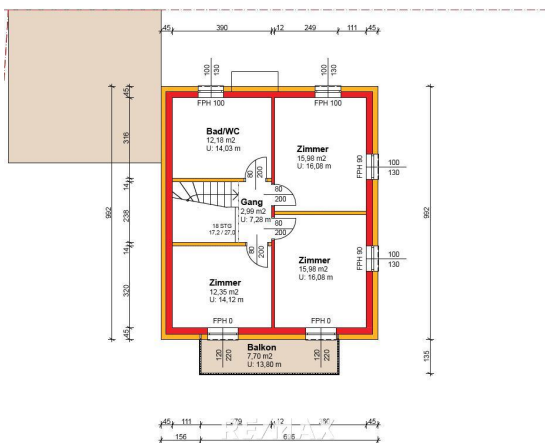 45 390 12 249 111 45
100 130
100 130
FPH 100
FPH 100
45
Bad/WC
12,18 m2
U: 14,03 m
Zimmer
15,98 m2
U: 16,08 m
316
FPH 90
100
130
80
200
14
992
992
Gang
2,99 m2
U: 7,28 m
80
200
238
18 STG
17,2 / 27,0
80
200
80
200
14
Zimmer
15,98 m2
U: 16,08 m
FPH 90
100
130
Zimmer
12,35 m2
U: 14,12 m
320
FPH 0
FPH 0
45
120
220
120
220
Balkon
7,70 m2
U: 13,80 m
135
45 111 12 45
RE/MAX
156